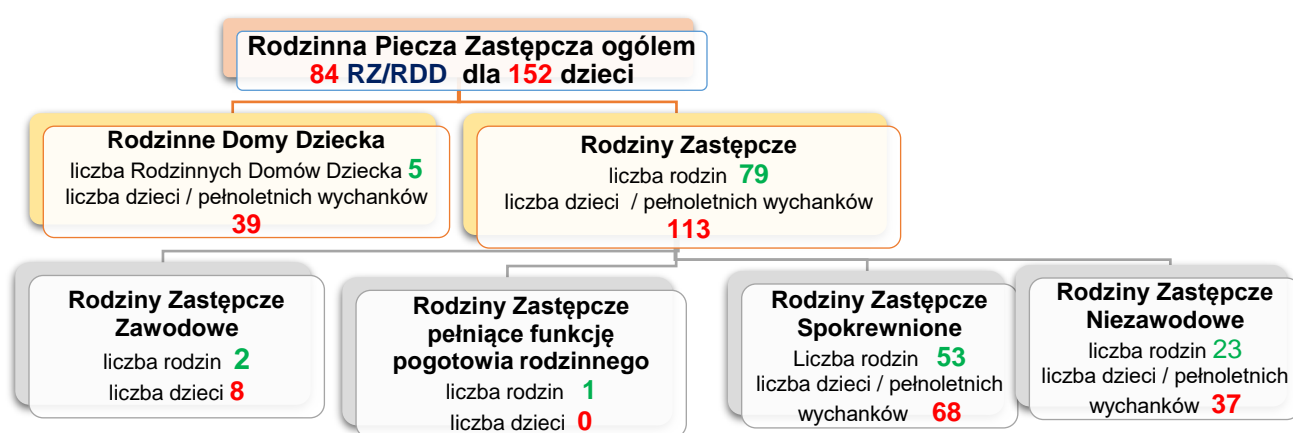 Rodzinna Piecza Zastępcza ogólem
84 RZ/RDD dla 152 dzieci
Rodzinne Domy Dziecka
liczba Rodzinnych Domów Dziecka 5
liczba dzieci / pełnoletnich wychanków
39
Rodziny Zastępcze
liczba rodzin 79
liczba dzieci / pełnoletnich wychanków
113
Rodziny Zastępcze
Zawodowe
liczba rodzin 2
liczba dzieci 8
Rodziny Zastępcze
pełniące funkcję
pogotowia rodzinnego
liczba rodzin 1
liczba dzieci 0
Rodziny Zastępcze
Spokrewnione
Liczba rodzin 53
liczba dzieci / pełnoletnich
wychanków 68
Rodziny Zastępcze
Niezawodowe
liczba rodzin 23
liczba dzieci / pełnoletnich
wychanków 37